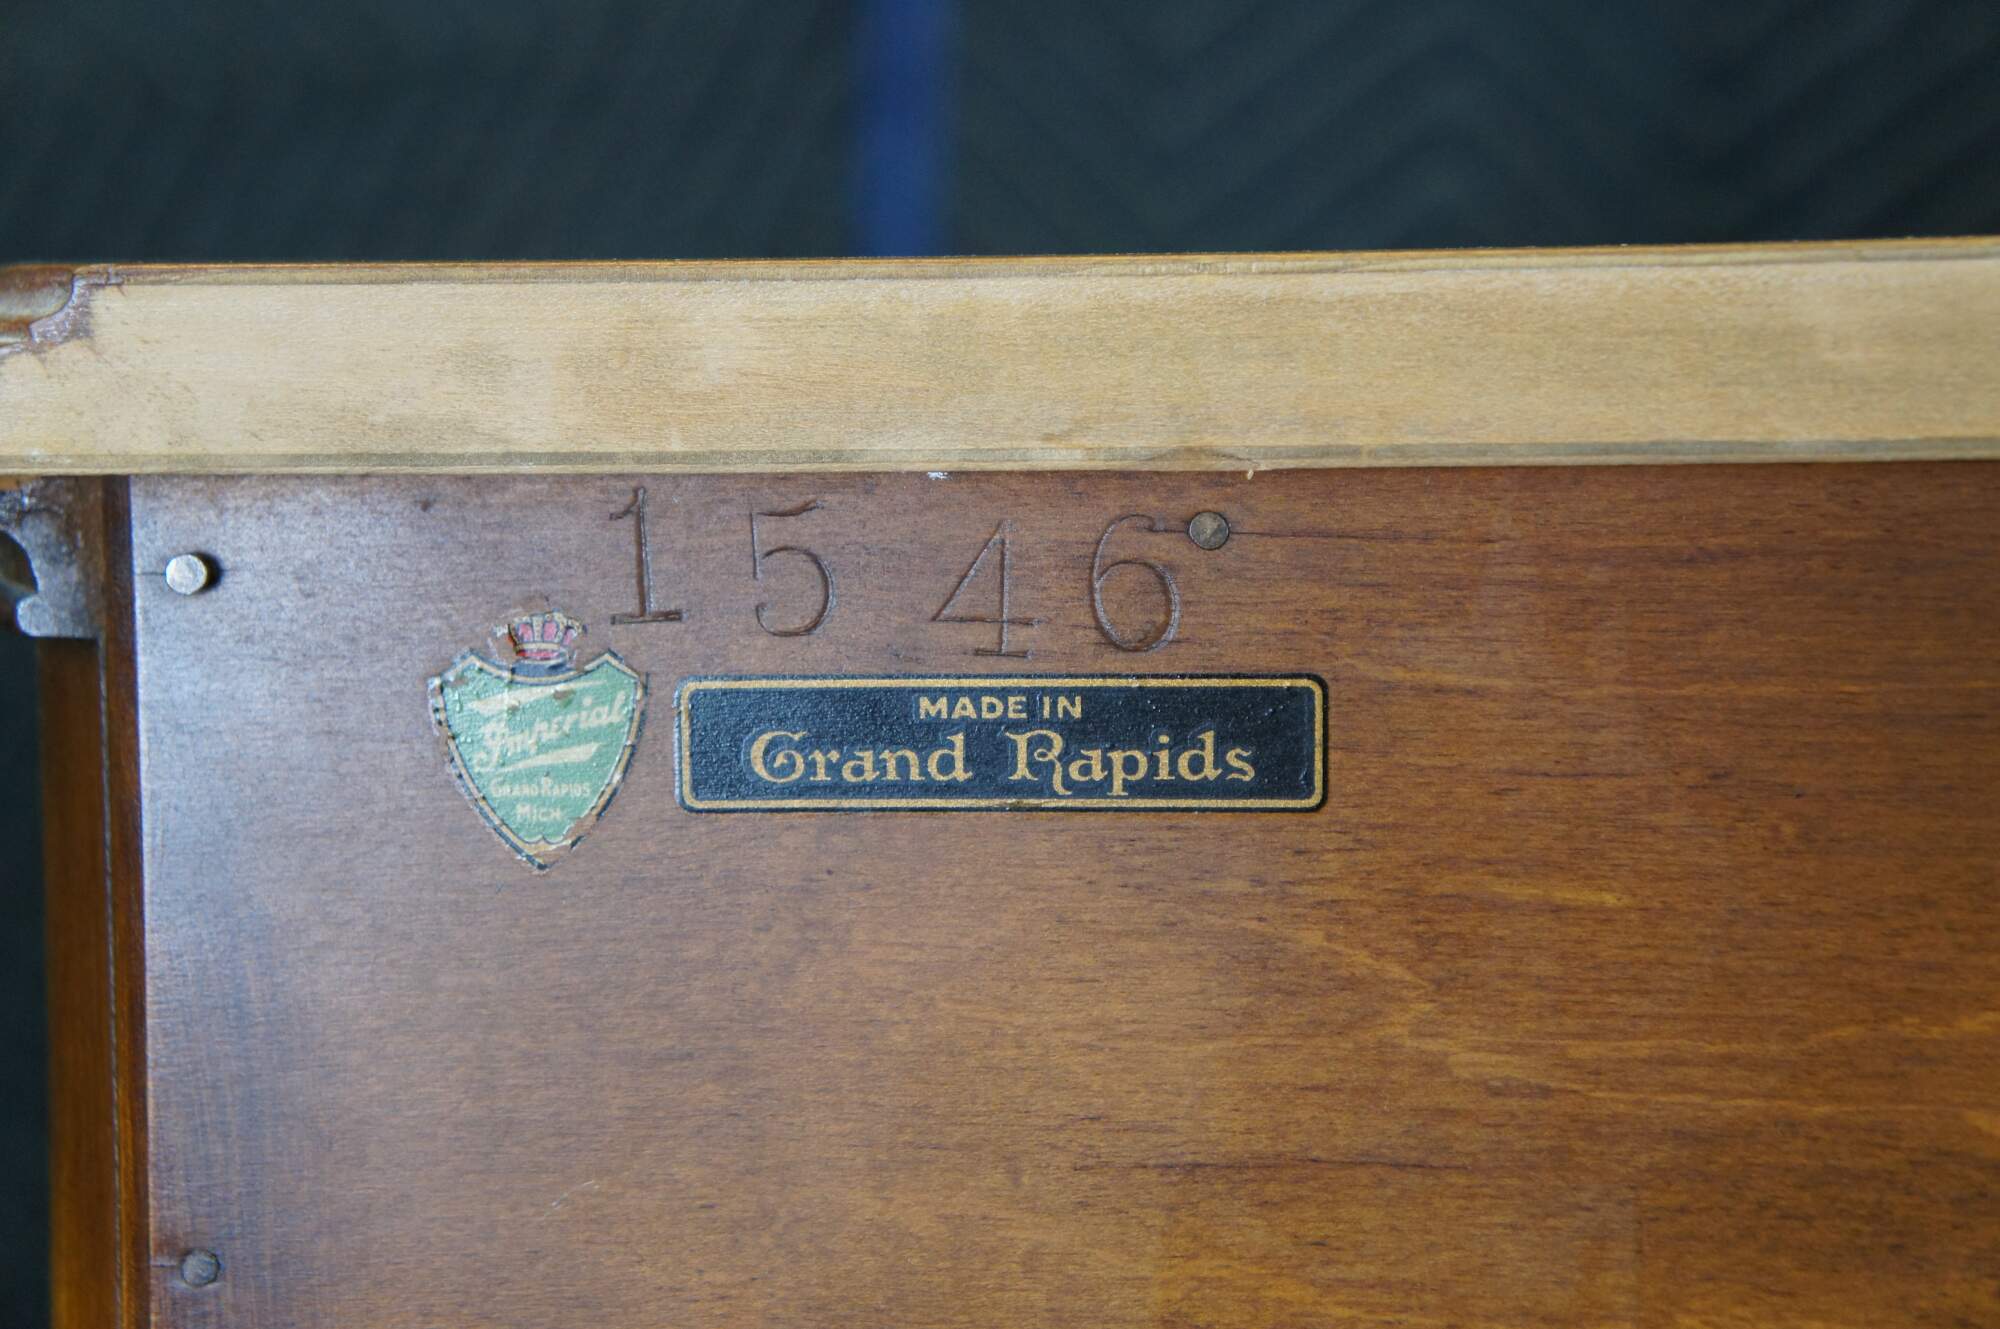 1546
Imperial
GRAND RAPIDS
MICH
MADE IN
Grand Rapids